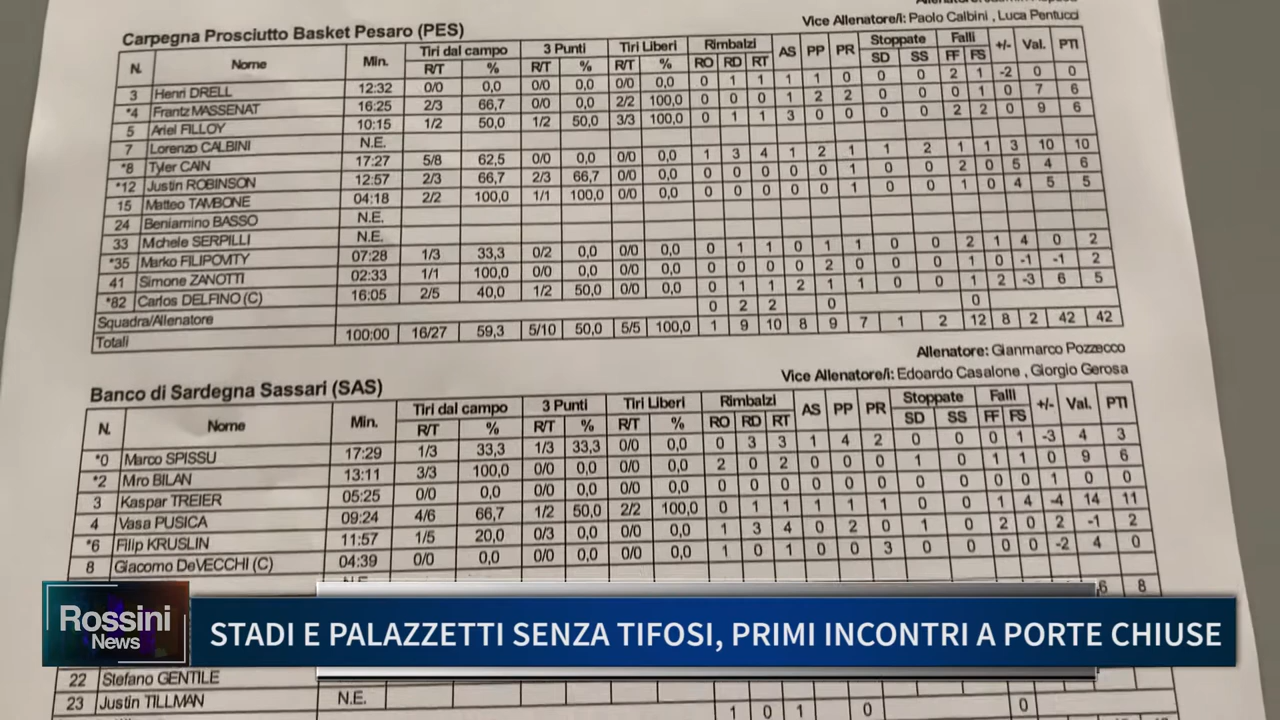 Vice Allenatore/i: Paolo Calbini , Luca Pentucci
Carpegna Prosciutto Basket Pesaro (PES)
N. Nome Min. Tiri dal campo 3 Punti Tiri Liberi Rimbalzi AS PP PR Stoppate Falli +/- Val. PTI
R/T % R/T % R/T % RO RD RT SD SS FF FS
3 Henri DRELL 12:32 0/0 0,0 0/0 0,0 0/0 0,0 0 1 1 1 1 0 0 0 2 1 -2 0 0
*4 Frantz MASSENAT 16:25 2/3 66,7 0/0 0,0 2/2 100,0 0 0 0 1 2 2 0 0 0 1 0 7 6
5 Ariel FILLOY 10:15 1/2 50,0 1/2 50,0 3/3 100,0 0 1 1 3 0 0 0 0 2 2 0 9 6
7 Lorenzo CALBINI N.E.
*8 Tyler CAIN 17:27 5/8 62,5 0/0 0,0 0/0 0,0 1 3 4 1 2 1 1 2 1 1 3 10 10
*12 Justin ROBINSON 12:57 2/3 66,7 2/3 66,7 0/0 0,0 0 0 0 0 0 1 0 0 2 0 5 4 6
15 Matteo TAMBONE 04:18 2/2 100,0 1/1 100,0 0/0 0,0 0 0 0 0 0 1 0 0 1 0 4 5 5
24 Beniamino BASSO N.E.
33 Michele SERPILLI N.E.
*35 Marko FILIPOVITY 07:28 1/3 33,3 0/2 0,0 0/0 0,0 0 1 1 0 1 1 0 0 2 1 4 0 2
41 Simone ZANOTTI 02:33 1/1 100,0 0/0 0,0 0/0 0,0 0 0 0 0 2 0 0 0 1 0 -1 -1 2
*82 Carlos DELFINO (C) 16:05 2/5 40,0 1/2 50,0 0/0 0,0 0 1 1 2 1 1 0 0 1 2 -3 6 5
Squadra/Allenatore 0 2 2 0 0
Totali 100:00 16/27 59,3 5/10 50,0 5/5 100,0 1 9 10 8 9 7 1 2 12 8 2 42 42
Allenatore: Gianmarco Pozzecco
Vice Allenatore/i: Edoardo Casalone , Giorgio Gerosa
Banco di Sardegna Sassari (SAS)
N. Nome Min. Tiri dal campo 3 Punti Tiri Liberi Rimbalzi AS PP PR Stoppate Falli +/- Val. PTI
R/T % R/T % R/T % RO RD RT SD SS FF FS
*0 Marco SPISSU 17:29 1/3 33,3 1/3 33,3 0/0 0,0 0 3 3 1 4 2 0 0 0 1 -3 4 3
*2 Miro BILAN 13:11 3/3 100,0 0/0 0,0 0/0 0,0 2 0 2 0 0 0 1 0 1 1 0 9 6
3 Kaspar TREIER 05:25 0/0 0,0 0/0 0,0 0/0 0,0 0 0 0 0 0 0 0 0 0 0 1 0 0
4 Vasa PUSICA 09:24 4/6 66,7 1/2 50,0 2/2 100,0 0 1 1 1 1 1 0 0 1 4 -4 14 11
*6 Filip KRUSLIN 11:57 1/5 20,0 0/3 0,0 0/0 0,0 1 3 4 0 2 0 1 0 2 0 2 -1 2
8 Giacomo DeVECCHI (C) 04:39 0/0 0,0 0/0 0,0 0/0 0,0 1 0 1 0 0 3 0 0 0 0 -2 4 0
6 8
Rossini
News
STADI E PALAZZETTI SENZA TIFOSI, PRIMI INCONTRI A PORTE CHIUSE
22 Stefano GENTILE
23 Justin TILLMAN N.E.
1 0 1 0 0